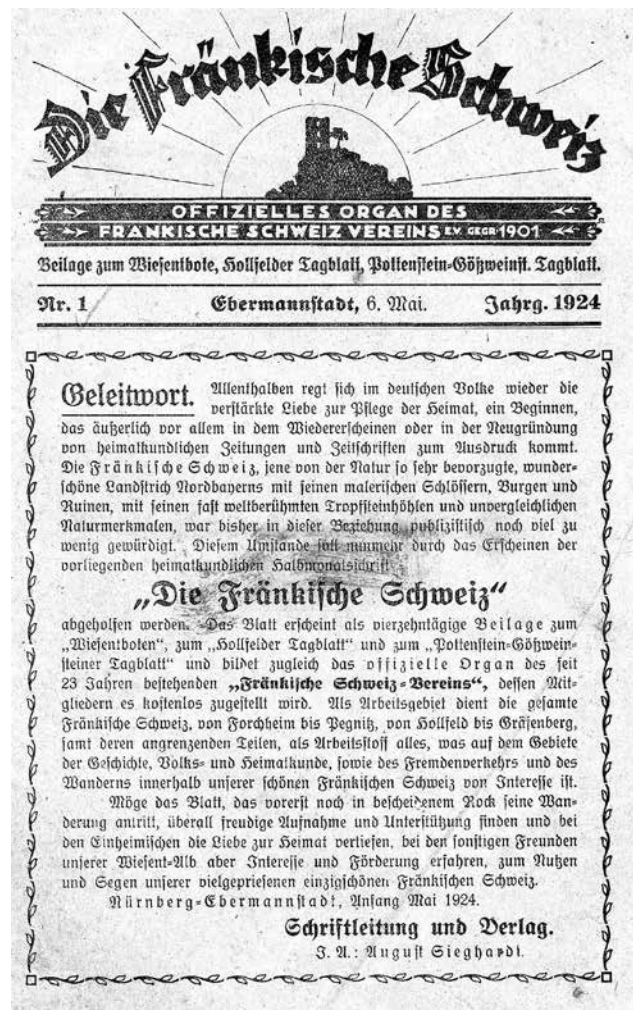 Die Fränkische Schweiz
OFFIZIELLES ORGAN DES
FRÄNKISCHE SCHWEIZ VEREINS E.V. GEGR 1901
Beilage zum Wiesentbote, Hollfelder Tagblatt, Pottenstein-Gößweinst. Tagblatt.
Nr. 1 Ebermannstadt, 6. Mai. Jahrg. 1924
Geleitwort. Allenthalben regt sich im deutschen Volke wieder die
verstärkte Liebe zur Pflege der Heimat, ein Beginnen,
das äußerlich vor allem in dem Wiedererscheinen oder in der Neugründung
von heimatkundlichen Zeitungen und Zeitschriften zum Ausdruck kommt.
Die Fränkische Schweiz, jene von der Natur so sehr bevorzugte, wunder-
schöne Landstrich Nordbayerns mit seinen malerischen Schlössern, Burgen und
Ruinen, mit seinen fast weltberühmten Tropfsteinhöhlen und unvergleichlichen
Naturmerkmalen, war bisher in dieser Beziehung publizistisch noch viel zu
wenig gewürdigt. Diesem Umstande soll nunmehr durch das Erscheinen der
vorliegenden heimatkundlichen Halbmonatsschrift
„Die Fränkische Schweiz“
abgeholfen werden. Das Blatt erscheint als vierzehntägige Beilage zum
„Wiesentboten“, zum „Hollfelder Tagblatt“ und zum „Pottenstein-Gößwein-
steiner Tagblatt“ und bildet zugleich das offizielle Organ des seit
23 Jahren bestehenden „Fränkische Schweiz-Vereins“, dessen Mit-
gliedern es kostenlos zugestellt wird. Als Arbeitsgebiet dient die gesamte
Fränkische Schweiz, von Forchheim bis Pegnitz, von Hollfeld bis Gräfenberg,
samt deren angrenzenden Teilen, als Arbeitsstoff alles, was auf dem Gebiete
der Geschichte, Volks- und Heimatkunde, sowie des Fremdenverkehrs und des
Wanderns innerhalb unserer schönen Fränkischen Schweiz von Interesse ist.
Möge das Blatt, das vorerst noch in bescheidenem Rock seine Wan-
derung antritt, überall freudige Aufnahme und Unterstützung finden und bei
den Einheimischen die Liebe zur Heimat vertiefen, bei den sonstigen Freunden
unserer Wiesent-Alb aber Interesse und Förderung erfahren, zum Nutzen
und Segen unserer vielgepriesenen einzigschönen Fränkischen Schweiz.
Nürnberg-Ebermannstadt, Anfang Mai 1924.
Schriftleitung und Verlag.
J. A.: August Sieghardt.